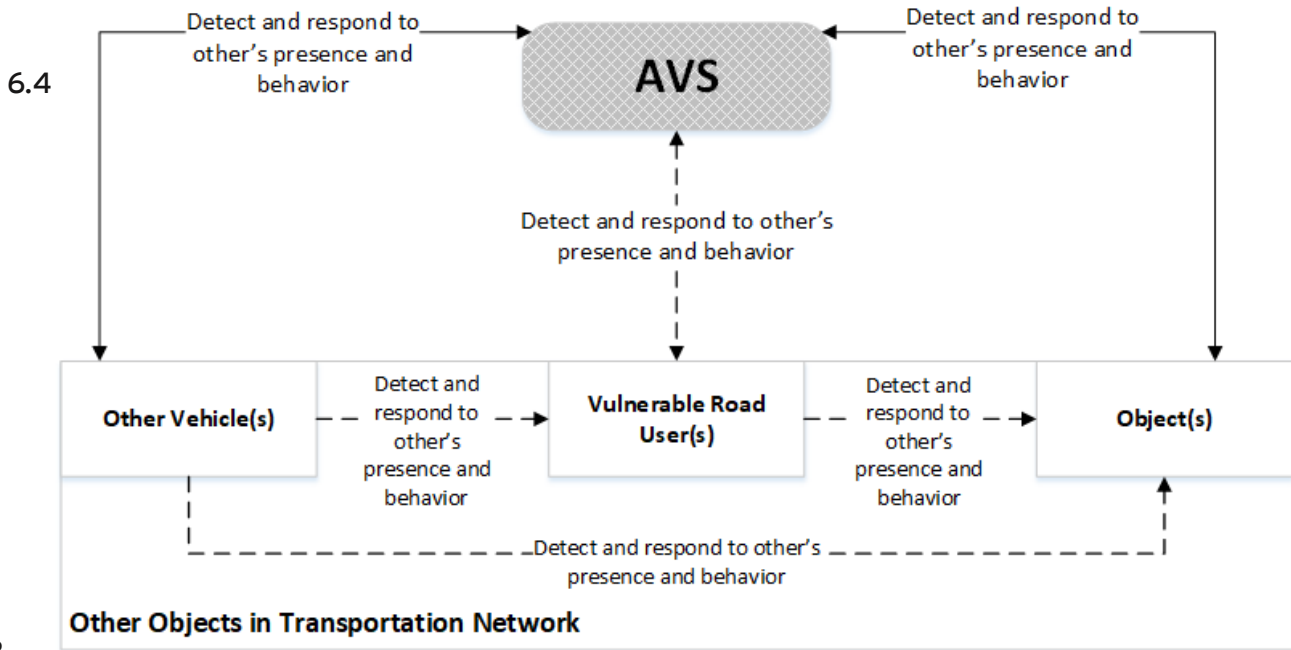 Detect and respond to
other's presence and
behavior
Detect and respond to
other's presence and
behavior
6.4
AVS
Detect and respond to other's
presence and behavior
Other Vehicle(s)
Detect and
respond to
other's
presence and
behavior
Vulnerable Road
User(s)
Detect and
respond to
other's
presence and
behavior
Object(s)
Detect and respond to other's
presence and behavior
Other Objects in Transportation Network